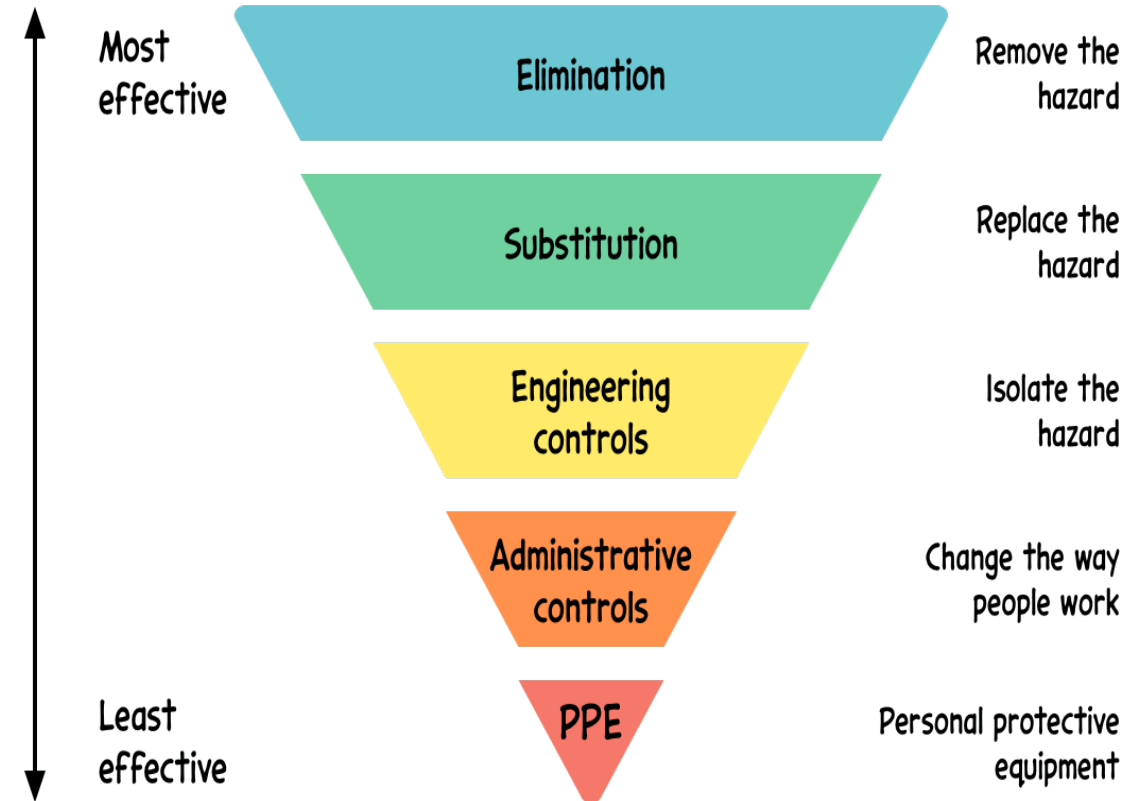 Most
effective
Elimination
Remove the
hazard
Substitution
Replace the
hazard
Engineering
controls
Isolate the
hazard
Administrative
controls
Change the way
people work
Least
effective
PPE
Personal protective
equipment